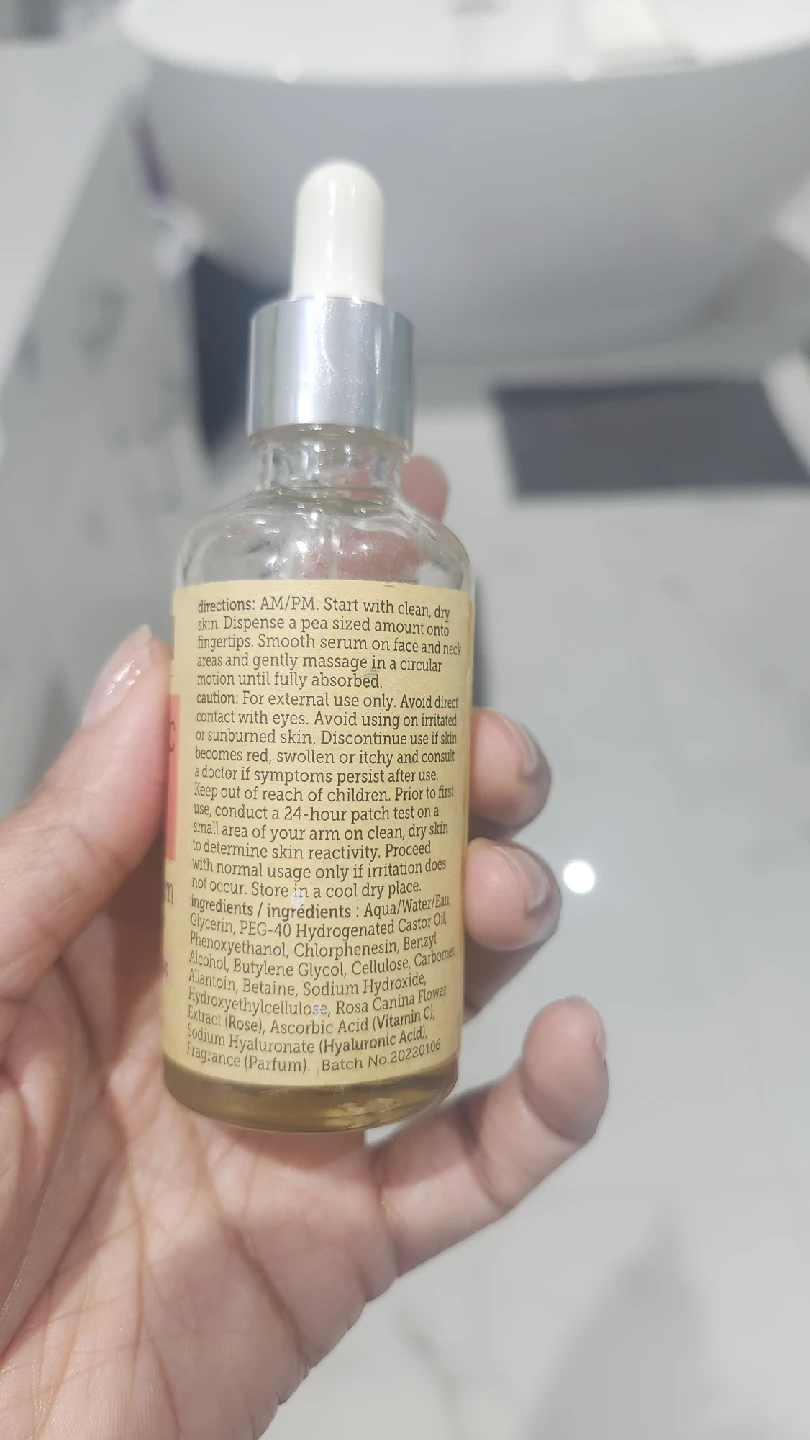 directions: AM/PM. Start with clean, dry
skin. Dispense a pea sized amount onto
fingertips. Smooth serum on face and neck
areas and gently massage in a circular
motion until fully absorbed.
caution: For external use only. Avoid direct
contact with eyes. Avoid using on irritated
or sunburned skin. Discontinue use if skin
becomes red, swollen or itchy and consult
a doctor if symptoms persist after use.
Keep out of reach of children. Prior to first
use, conduct a 24-hour patch test on a
small area of your arm on clean, dry skin
to determine skin reactivity. Proceed
with normal usage only if irritation does
not occur. Store in a cool dry place.
ingredients / ingrédients : Aqua/Water/Eau,
Glycerin, PEG-40 Hydrogenated Castor Oil,
Phenoxyethanol, Chlorphenesin, Benzyl
Alcohol, Butylene Glycol, Cellulose, Carbomer,
Allantoin, Betaine, Sodium Hydroxide,
Hydroxyethylcellulose, Rosa Canina Flower
Extract (Rose), Ascorbic Acid (Vitamin C),
Sodium Hyaluronate (Hyaluronic Acid),
Fragrance (Parfum). Batch No.20220106